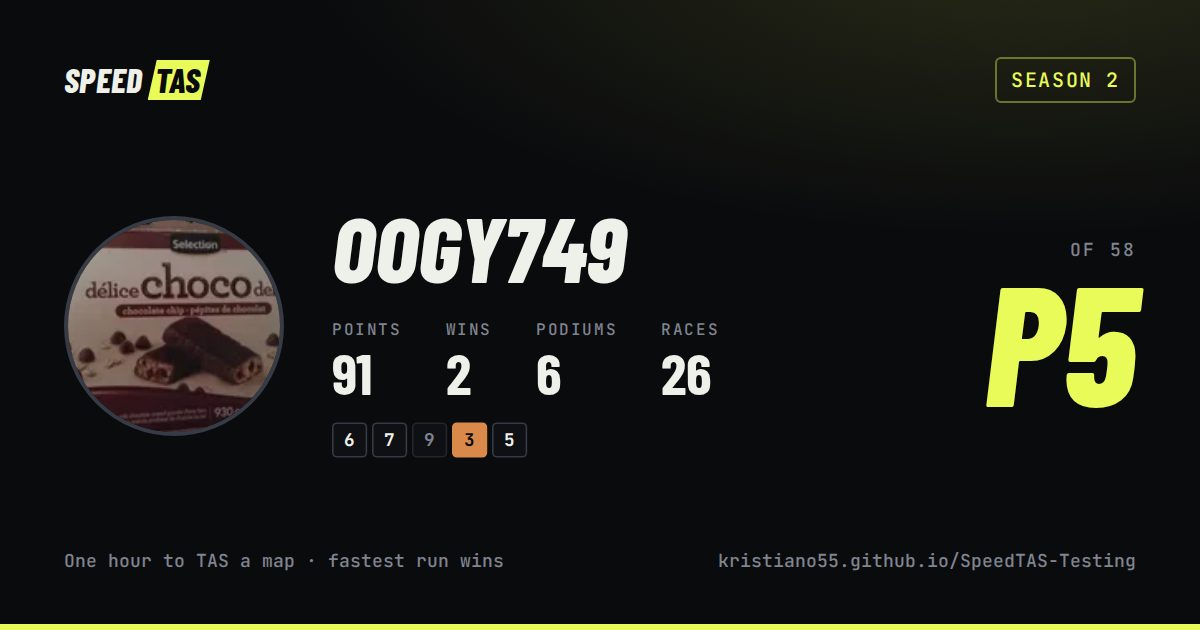 SPEED TAS
SEASON 2
Selection
délice choco
chocolate chip · pépites de chocolat
930
OOGY749
POINTS WINS PODIUMS RACES
91 2 6 26
6 7 9 3 5
OF 58
P5
One hour to TAS a map · fastest run wins
kristiano55.github.io/SpeedTAS-Testing